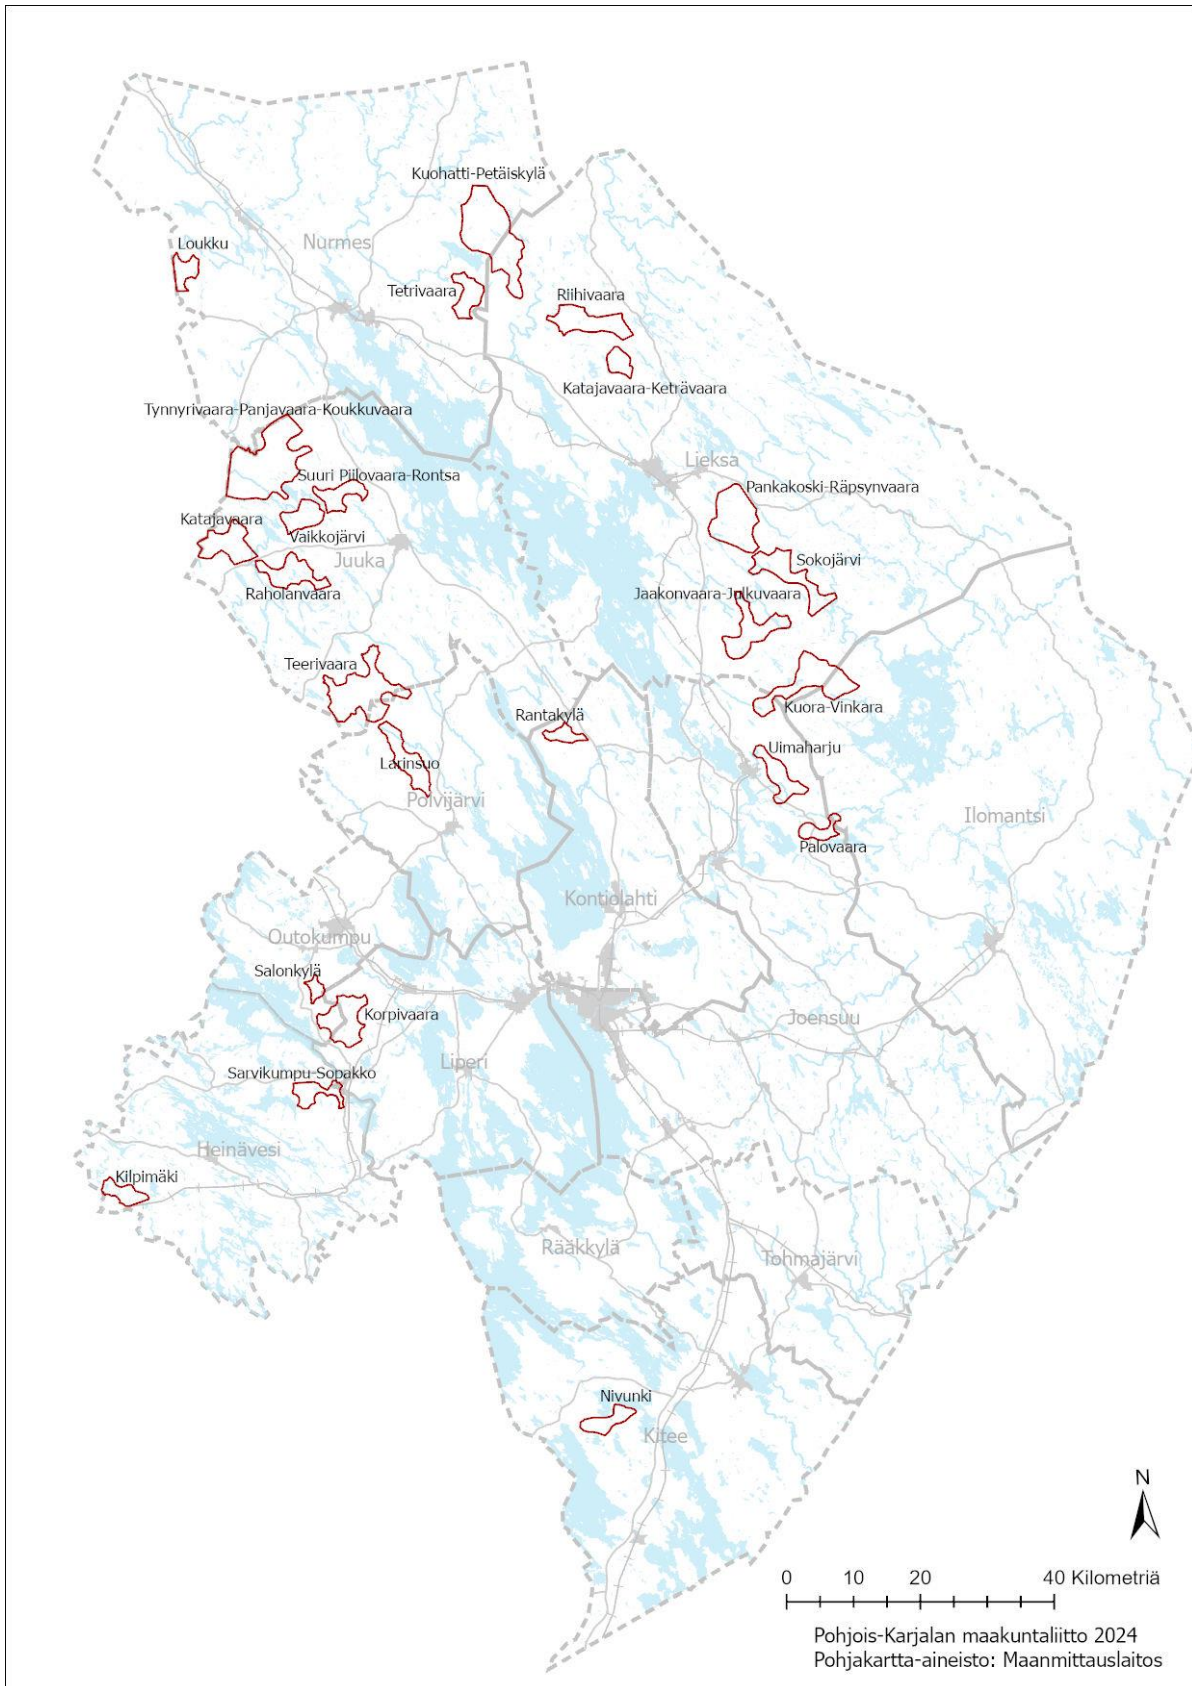 Kuohatti-Petäiskylä
Loukku
Nurmes
Tetrivaara
Riihivaara
Katajavaara-Keträvaara
Tynnyrivaara-Panjavaara-Koukkuvaara
Lieksa
Suuri Piilovaara-Rontsa
Pankakoski-Räpsynvaara
Katajavaara
Vaikkojärvi
Juuka
Sokojärvi
Raholanvaara
Jaakonvaara-Julkuvaara
Teerivaara
Rantakylä
Kuora-Vinkara
Uimaharju
Larinsuo
Polvijärvi
Ilomantsi
Palovaara
Kontiolahti
Outokumpu
Salonkylä
Korpivaara
Joensuu
Liperi
Sarvikumpu-Sopakko
Heinävesi
Kilpimäki
Rääkkylä
Tohmajärvi
Nivunki
Kitee
N
0 10 20 40 Kilometriä
Pohjois-Karjalan maakuntaliitto 2024
Pohjakartta-aineisto: Maanmittauslaitos